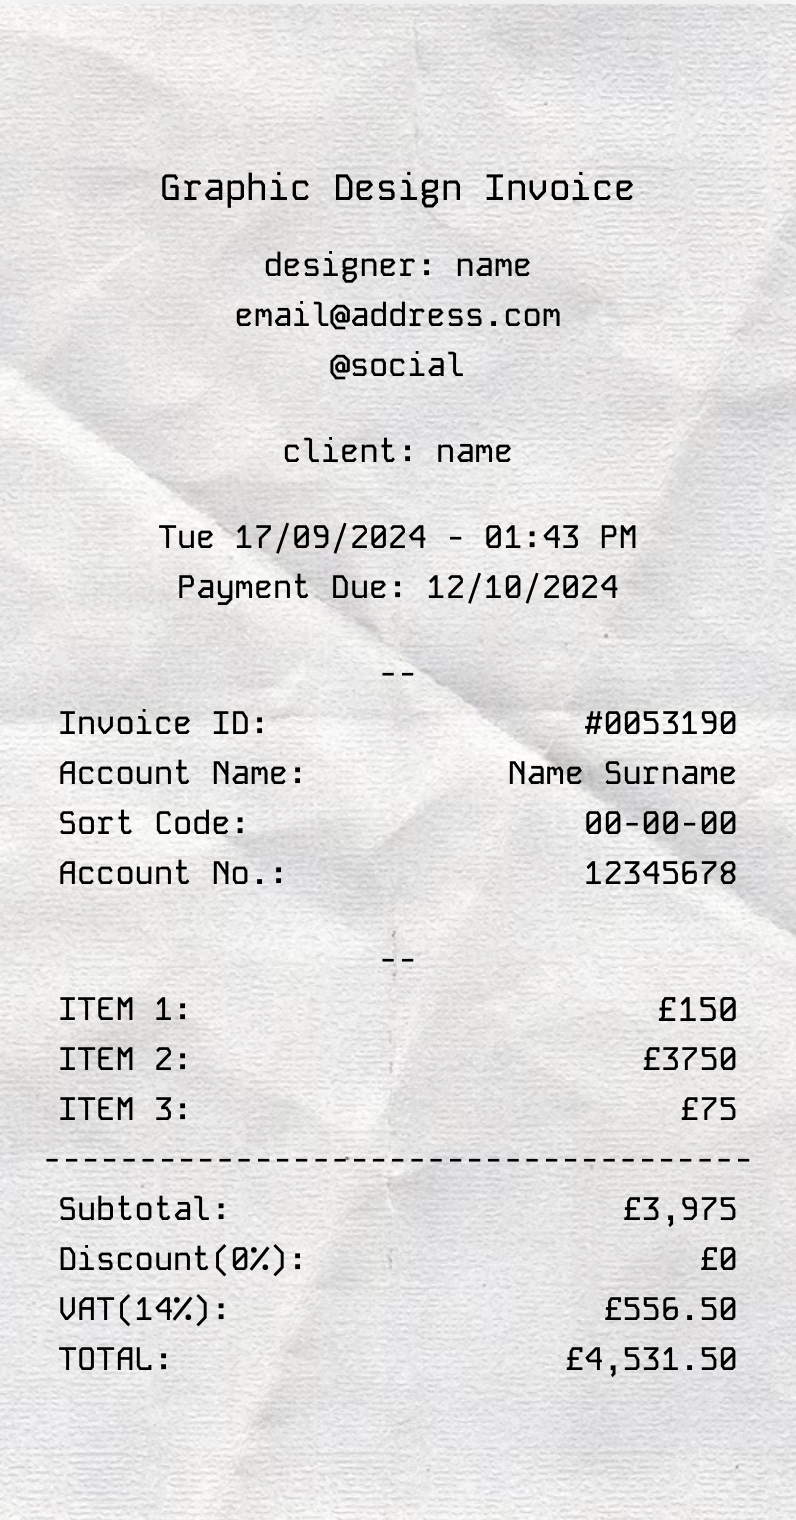 Graphic Design Invoice
designer: name
email@address.com
@social
client: name
Tue 17/09/2024 - 01:43 PM
Payment Due: 12/10/2024
--
Invoice ID: #0053190
Account Name: Name Surname
Sort Code: 00-00-00
Account No.: 12345678
--
ITEM 1: £150
ITEM 2: £3750
ITEM 3: £75
-------------------------------------
Subtotal: £3,975
Discount(0%): £0
VAT(14%): £556.50
TOTAL: £4,531.50